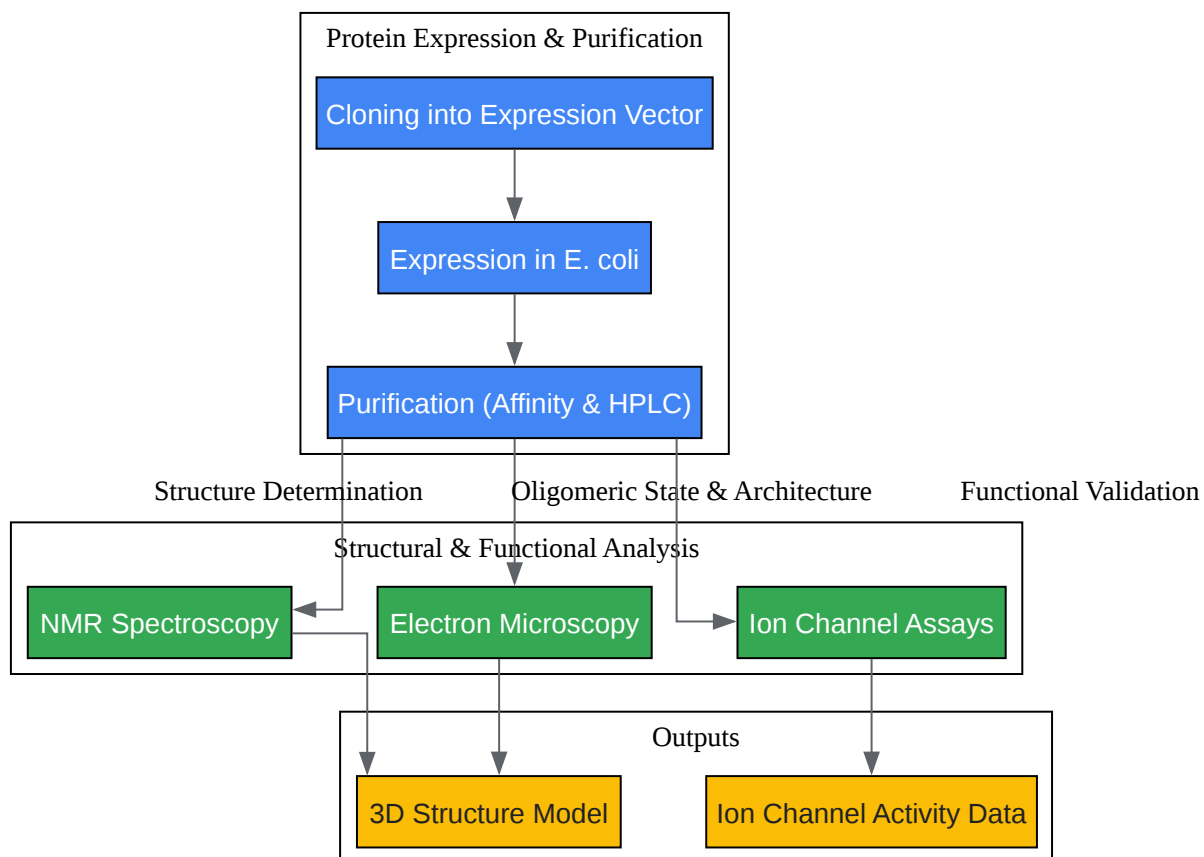 Protein Expression & Purification
Cloning into Expression Vector
Expression in E. coli
Purification (Affinity & HPLC)
Structure Determination
Oligomeric State & Architecture
Functional Validation
Structural & Functional Analysis
NMR Spectroscopy
Electron Microscopy
Ion Channel Assays
Outputs
3D Structure Model
Ion Channel Activity Data